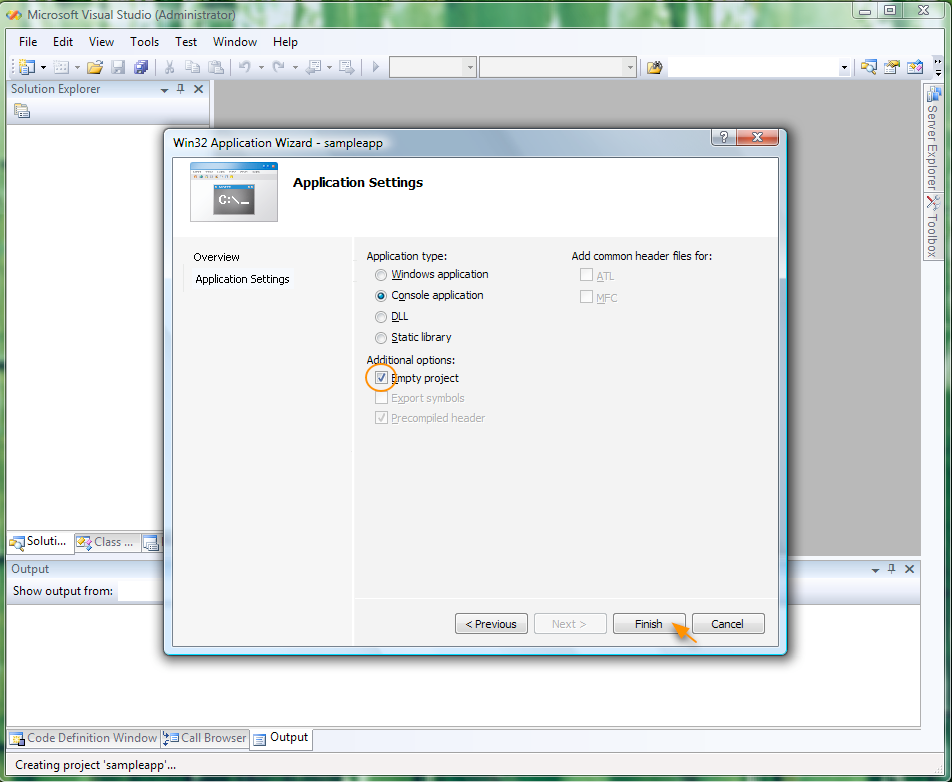 Microsoft Visual Studio (Administrator)
File Edit View Tools Test Window Help
Solution Explorer
Server Explorer
Toolbox
Win32 Application Wizard - sampleapp
?
C:\_
Application Settings
Overview
Application Settings
Application type:
Windows application
Console application
DLL
Static library
Additional options:
Empty project
Export symbols
Precompiled header
Add common header files for:
ATL
MFC
< Previous Next > Finish Cancel
Soluti... Class ...
Output
Show output from:
Code Definition Window Call Browser Output
Creating project 'sampleapp'...